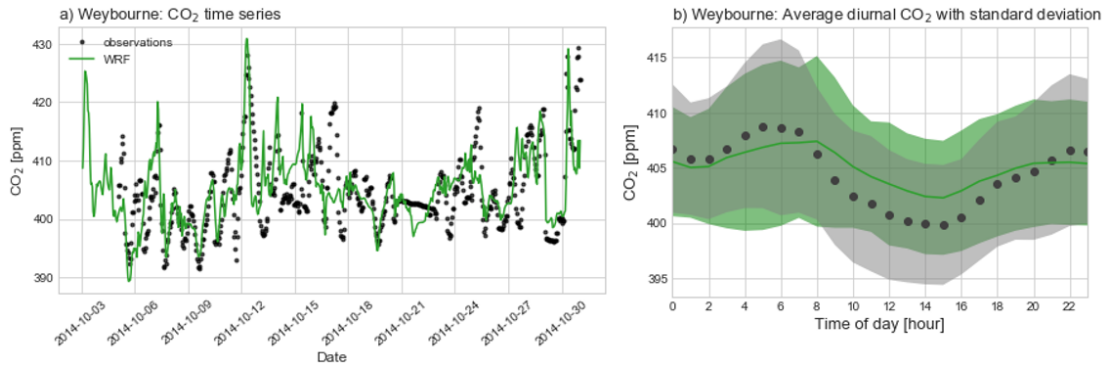 a) Weybourne: CO2 time series
430
420
410
400
390
CO2 [ppm]
observations
WRF
2014-10-03
2014-10-06
2014-10-09
2014-10-12
2014-10-15
2014-10-18
2014-10-21
2014-10-24
2014-10-27
2014-10-30
Date
b) Weybourne: Average diurnal CO2 with standard deviation
415
410
405
400
395
CO2 [ppm]
0 2 4 6 8 10 12 14 16 18 20 22
Time of day [hour]